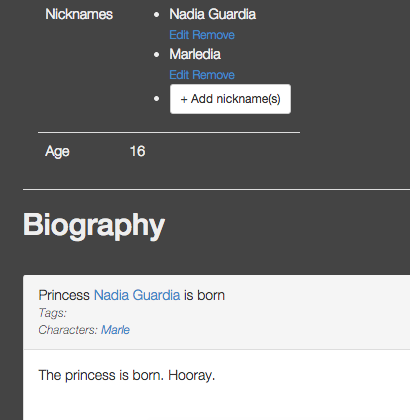 Nicknames
Nadia Guardia
Edit Remove
Marledia
Edit Remove
+ Add nickname(s)
Age 16
Biography
Princess Nadia Guardia is born
Tags:
Characters: Marle
The princess is born. Hooray.